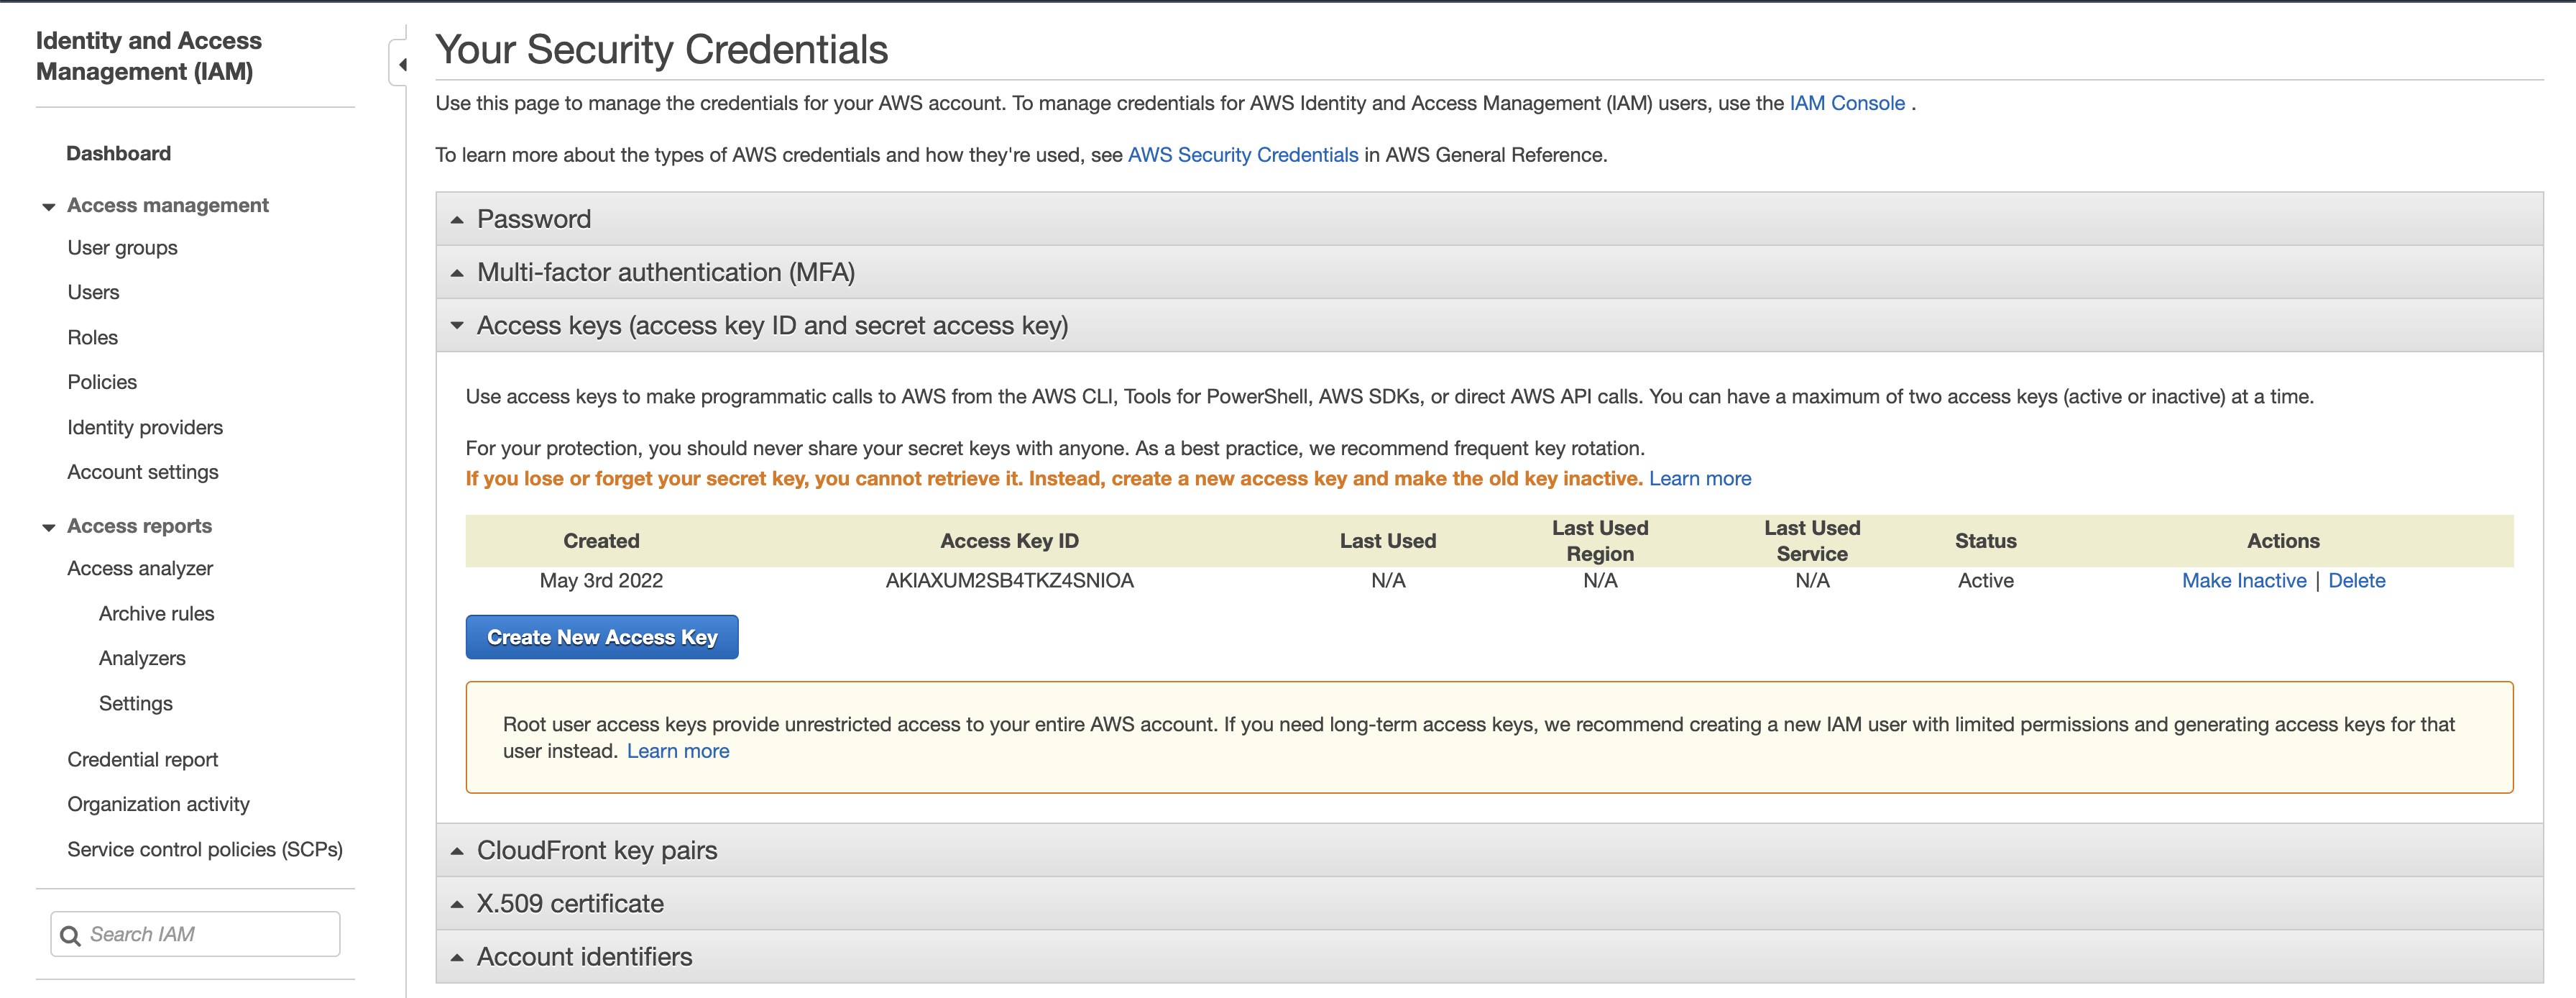 Identity and Access
Management (IAM)
Dashboard
Access management
User groups
Users
Roles
Policies
Identity providers
Account settings
Access reports
Access analyzer
Archive rules
Analyzers
Settings
Credential report
Organization activity
Service control policies (SCPs)
Search IAM
Your Security Credentials
Use this page to manage the credentials for your AWS account. To manage credentials for AWS Identity and Access Management (IAM) users, use the IAM Console .
To learn more about the types of AWS credentials and how they're used, see AWS Security Credentials in AWS General Reference.
Password
Multi-factor authentication (MFA)
Access keys (access key ID and secret access key)
Use access keys to make programmatic calls to AWS from the AWS CLI, Tools for PowerShell, AWS SDKs, or direct AWS API calls. You can have a maximum of two access keys (active or inactive) at a time.
For your protection, you should never share your secret keys with anyone. As a best practice, we recommend frequent key rotation.
If you lose or forget your secret key, you cannot retrieve it. Instead, create a new access key and make the old key inactive. Learn more
Created Access Key ID Last Used Last Used Region Last Used Service Status Actions
May 3rd 2022 AKIAXUM2SB4TKZ4SNIOA N/A N/A N/A Active Make Inactive | Delete
Create New Access Key
Root user access keys provide unrestricted access to your entire AWS account. If you need long-term access keys, we recommend creating a new IAM user with limited permissions and generating access keys for that
user instead. Learn more
CloudFront key pairs
X.509 certificate
Account identifiers